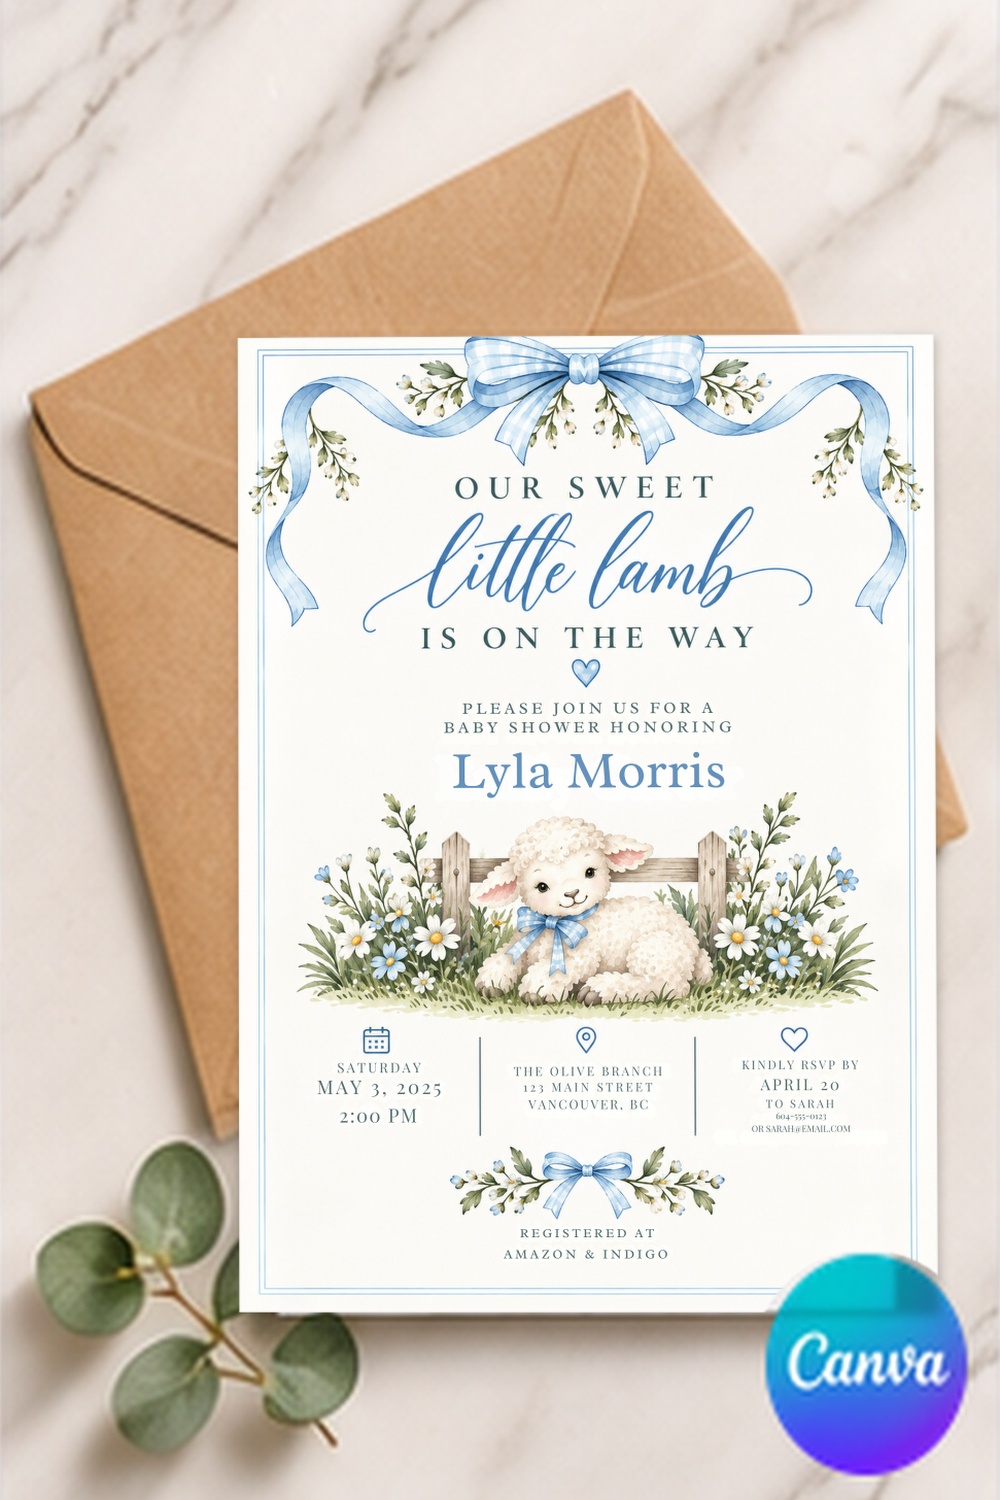 OUR SWEET
little lamb
IS ON THE WAY
PLEASE JOIN US FOR A
BABY SHOWER HONORING
Lyla Morris
SATURDAY
MAY 3, 2025
2:00 PM
THE OLIVE BRANCH
123 MAIN STREET
VANCOUVER, BC
KINDLY RSVP BY
APRIL 20
TO SARAH
604-555-0123
OR SARAH@EMAIL.COM
REGISTERED AT
AMAZON & INDIGO
Canva